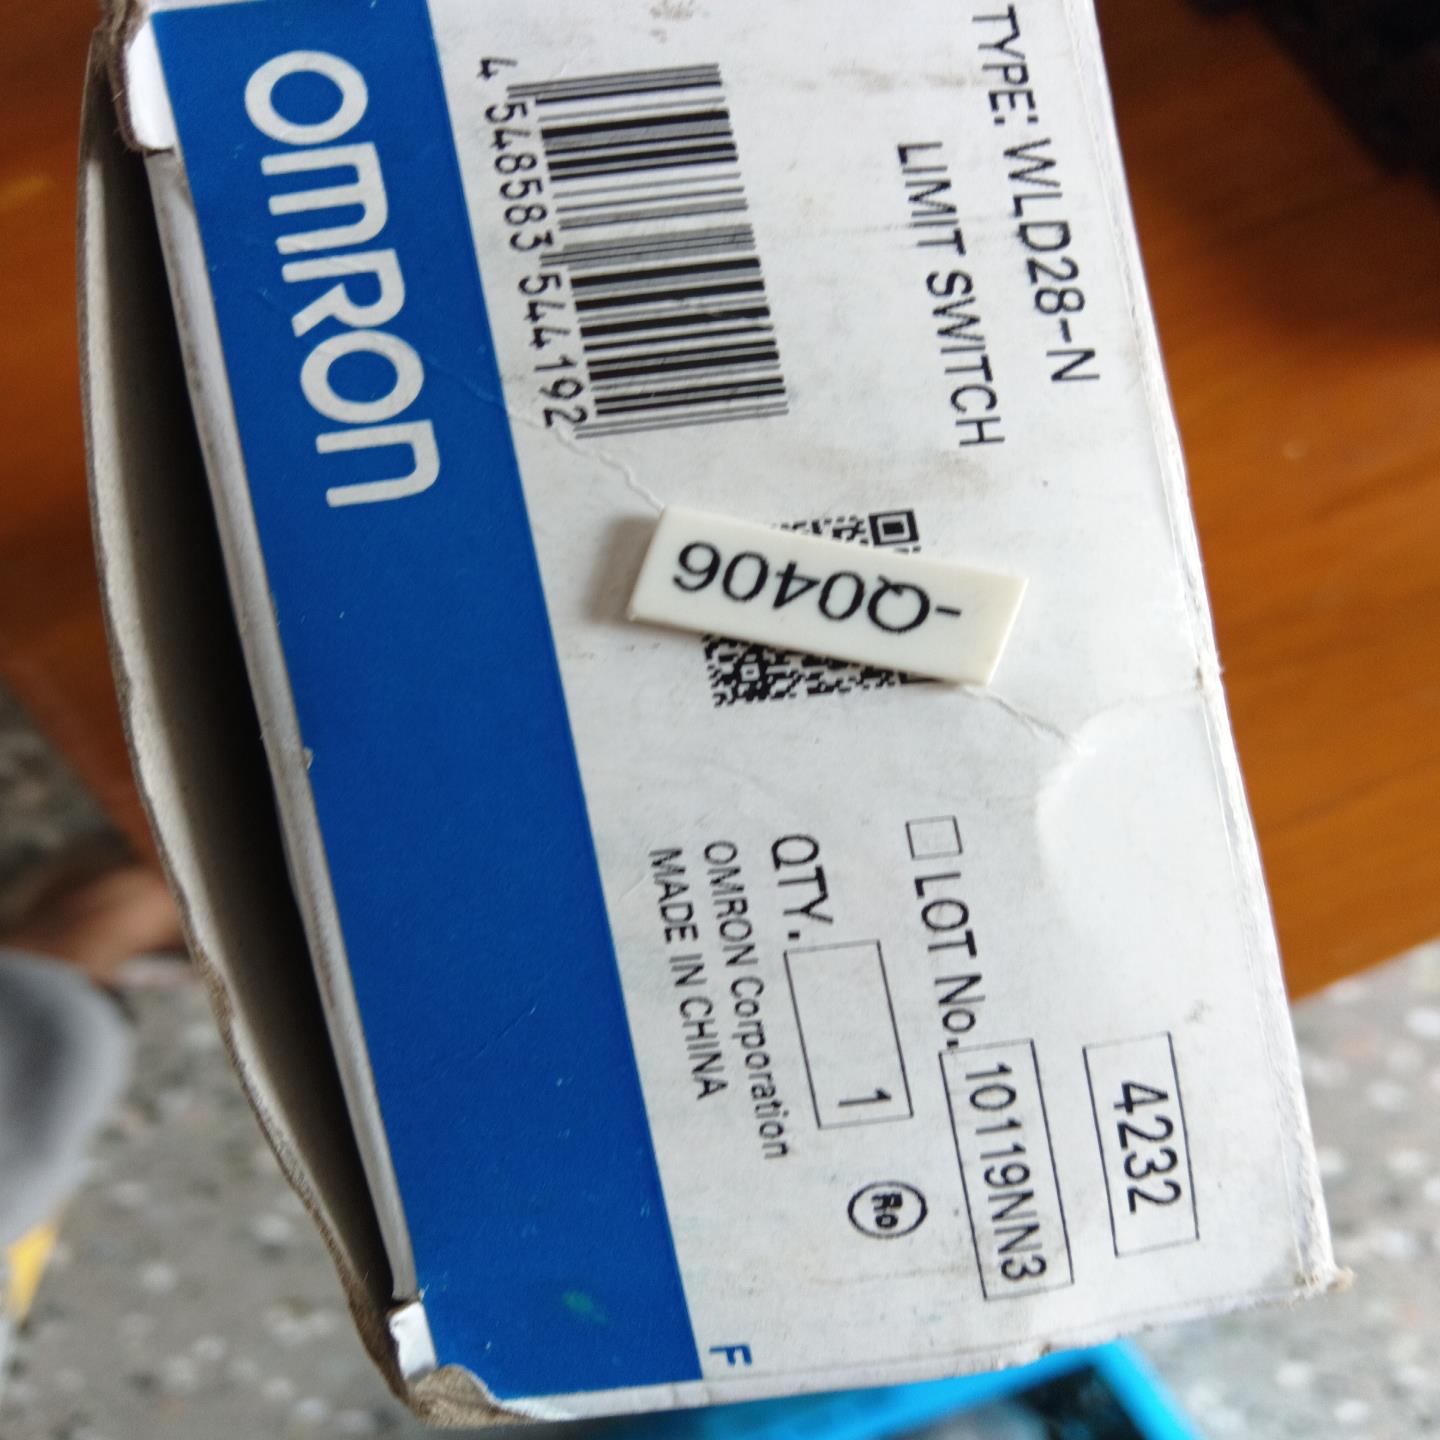 TYPE: WLD28-N
LIMIT SWITCH
4 548583 544192
OMRON
-Q0406
4232
LOT No. 10119NN3
QTY. 1
OMRON Corporation
MADE IN CHINA
Ro
F